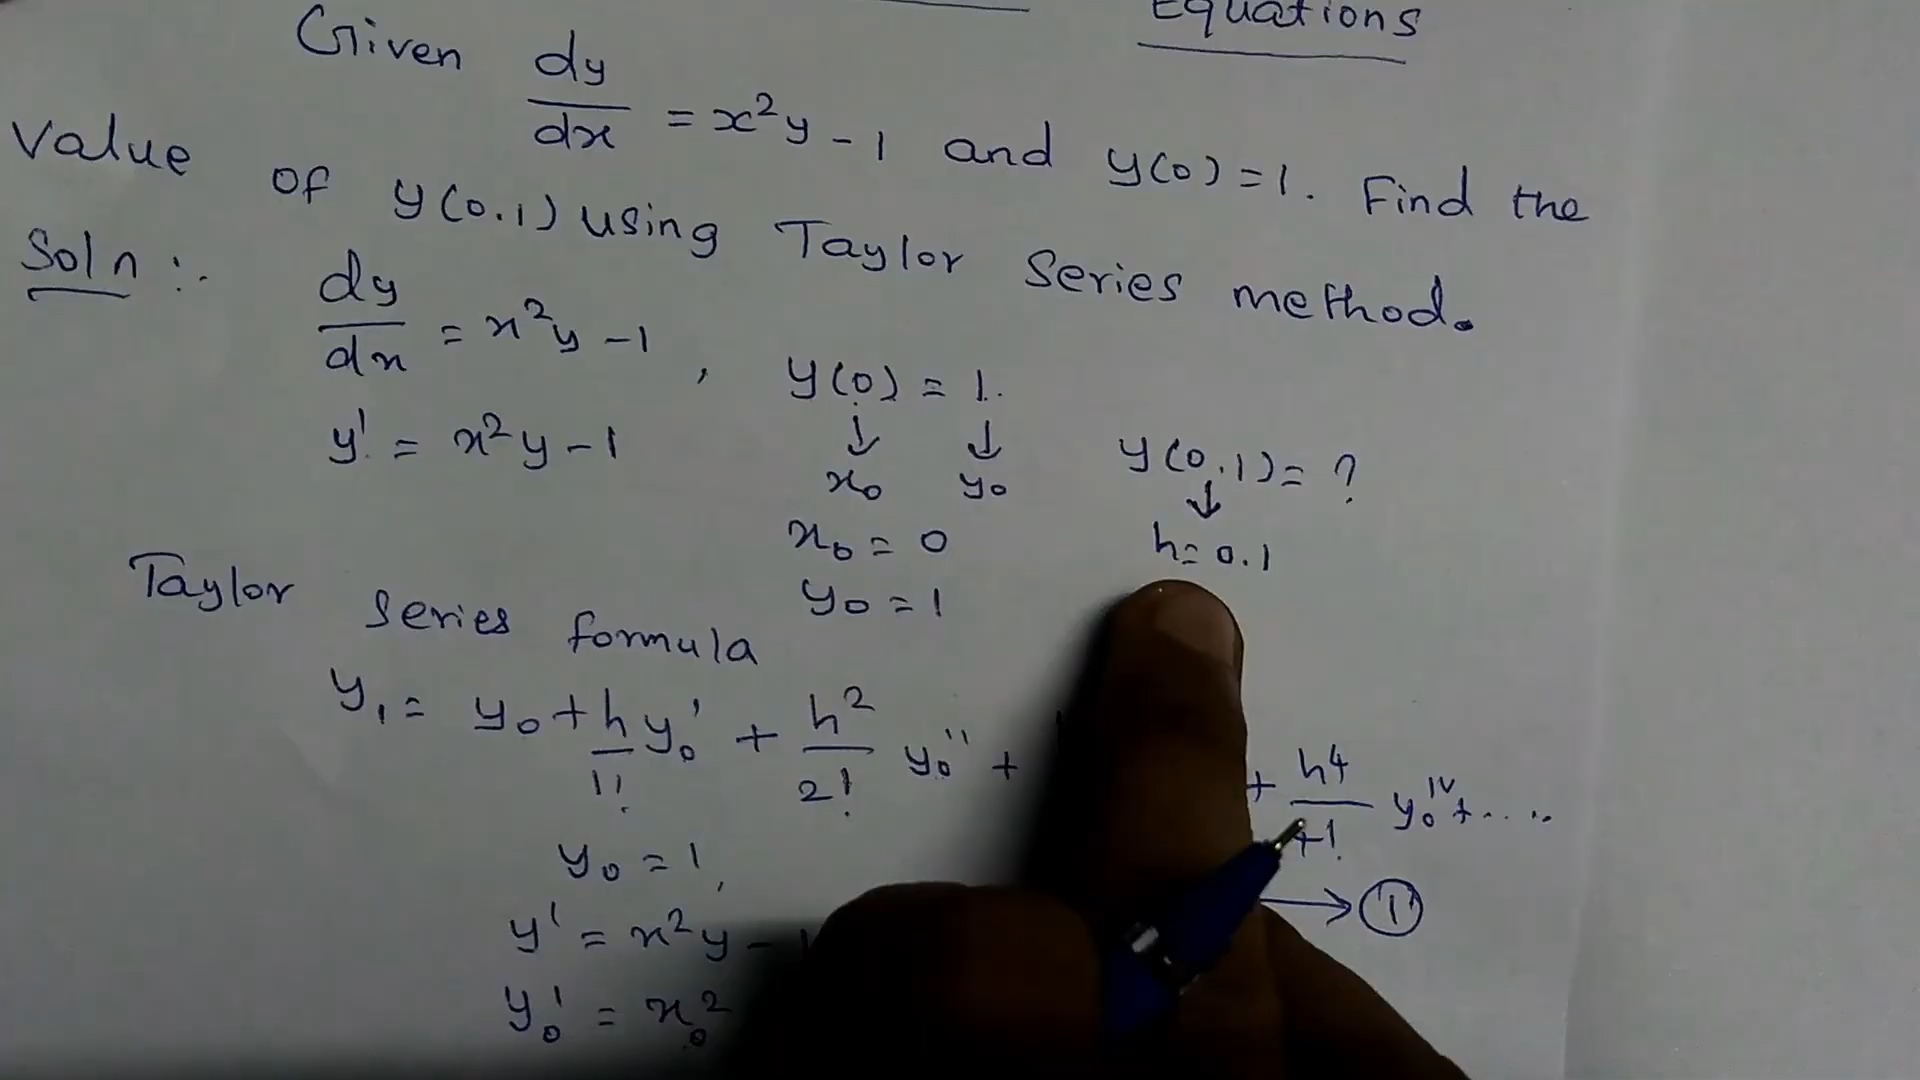 Equations
Given dy/dx = x²y - 1 and y(0) = 1. Find the
value of y(0.1) using Taylor Series method.
Soln :- dy/dx = x²y - 1 , y(0) = 1.
y' = x²y - 1
↓ ↓
x₀ y₀
y(0.1) = ?
↓
h = 0.1
x₀ = 0
y₀ = 1
Taylor series formula
y₁ = y₀ + h/1! y₀' + h²/2! y₀'' + + h⁴/4! y₀ⁱᵛ + .....
→ ①
y₀ = 1,
y' = x²y - 1
y₀' = x₀²